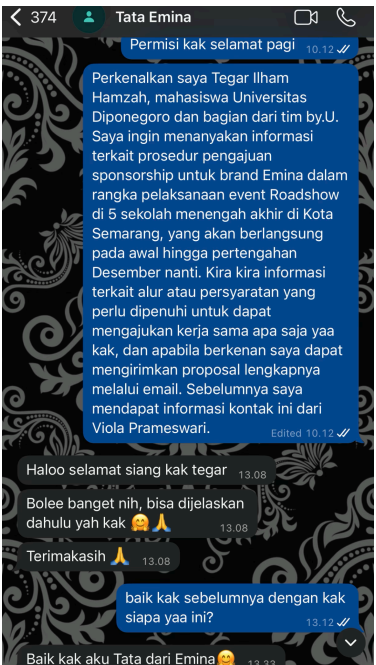 374
Tata Emina
Permisi kak selamat pagi 10.12
Perkenalkan saya Tegar Ilham
Hamzah, mahasiswa Universitas
Diponegoro dan bagian dari tim by.U.
Saya ingin menanyakan informasi
terkait prosedur pengajuan
sponsorship untuk brand Emina dalam
rangka pelaksanaan event Roadshow
di 5 sekolah menengah akhir di Kota
Semarang, yang akan berlangsung
pada awal hingga pertengahan
Desember nanti. Kira kira informasi
terkait alur atau persyaratan yang
perlu dipenuhi untuk dapat
mengajukan kerja sama apa saja yaa
kak, dan apabila berkenan saya dapat
mengirimkan proposal lengkapnya
melalui email. Sebelumnya saya
mendapat informasi kontak ini dari
Viola Prameswari.
Edited 10.12
Haloo selamat siang kak tegar 13.08
Bolee banget nih, bisa dijelaskan
dahulu yah kak 🤗🙏
13.08
Terimakasih 🙏 13.08
baik kak sebelumnya dengan kak
siapa yaa ini?
13.12
Baik kak aku Tata dari Emina🤗 13.33